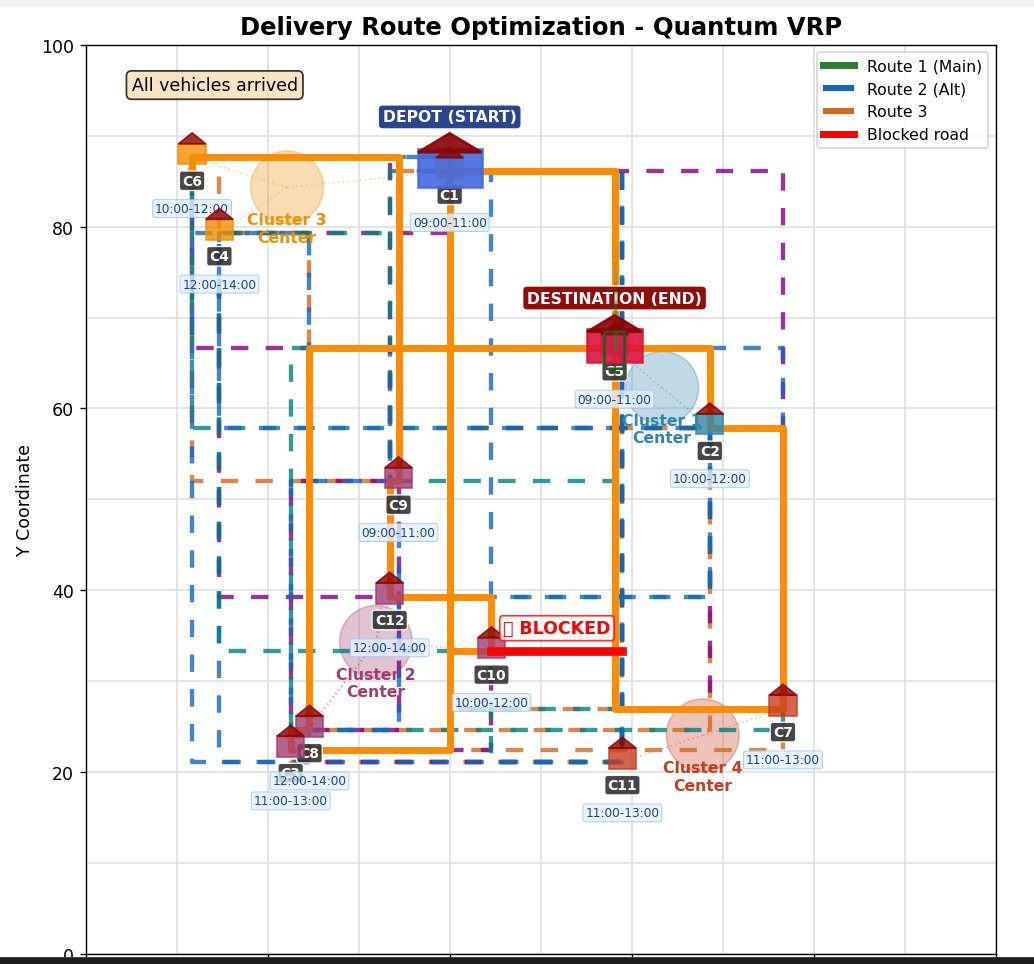 Delivery Route Optimization - Quantum VRP
100
All vehicles arrived
Route 1 (Main)
Route 2 (Alt)
Route 3
Blocked road
DEPOT (START)
C6
C1
10:00-12:00
09:00-11:00
Cluster 3
Center
80
C4
12:00-14:00
DESTINATION (END)
C5
09:00-11:00
60
Cluster
Center
C2
10:00-12:00
Y Coordinate
C9
09:00-11:00
40
C12
BLOCKED
12:00-14:00
Cluster 2
Center
C10
10:00-12:00
C7
C8
11:00-13:00
20
Cluster 4
Center
12:00-14:00
C11
11:00-13:00
11:00-13:00
0